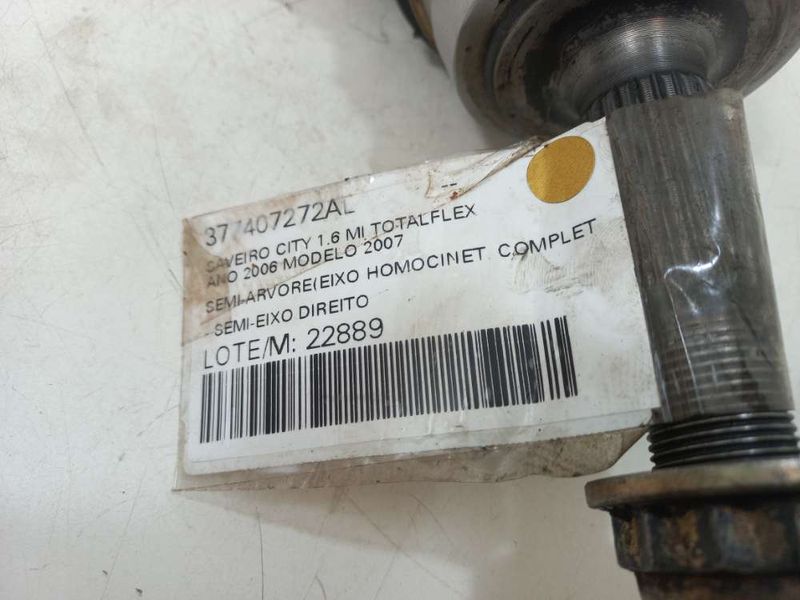 377407272AL
SAVEIRO CITY 1.6 MI TOTALFLEX
ANO 2006 MODELO 2007
SEMI-ARVORE(EIXO HOMOCINET. COMPLET
-SEMI-EIXO DIREITO
LOTE/M: 22889